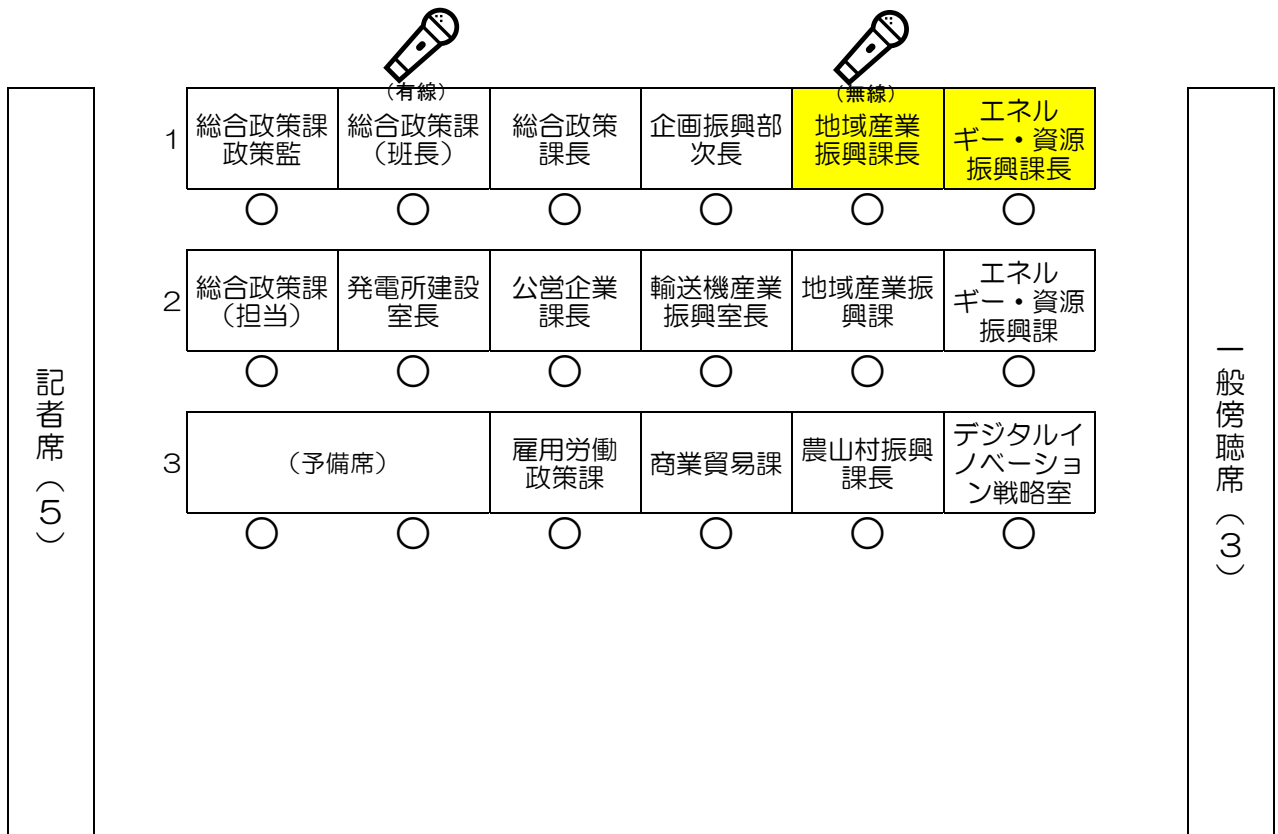 （有線）
（無線）
1
総合政策課
政策監
総合政策課
（班長）
総合政策
課長
企画振興部
次長
地域産業
振興課長
エネル
ギー・資源
振興課長
2
総合政策課
（担当）
発電所建設
室長
公営企業
課長
輸送機産業
振興室長
地域産業振
興課
エネル
ギー・資源
振興課
3
（予備席）
雇用労働
政策課
商業貿易課
農山村振興
課長
デジタルイ
ノベーショ
ン戦略室
記者席（5）
一般傍聴席（3）